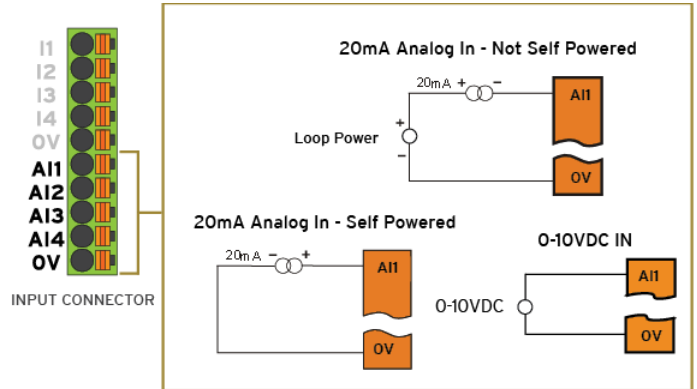 I1
I2
I3
I4
0V
AI1
AI2
AI3
AI4
0V
INPUT CONNECTOR
20mA Analog In - Not Self Powered
20mA + -
AI1
+
Loop Power
-
0V
20mA Analog In - Self Powered
20mA - +
AI1
0V
0-10VDC IN
AI1
0-10VDC
0V